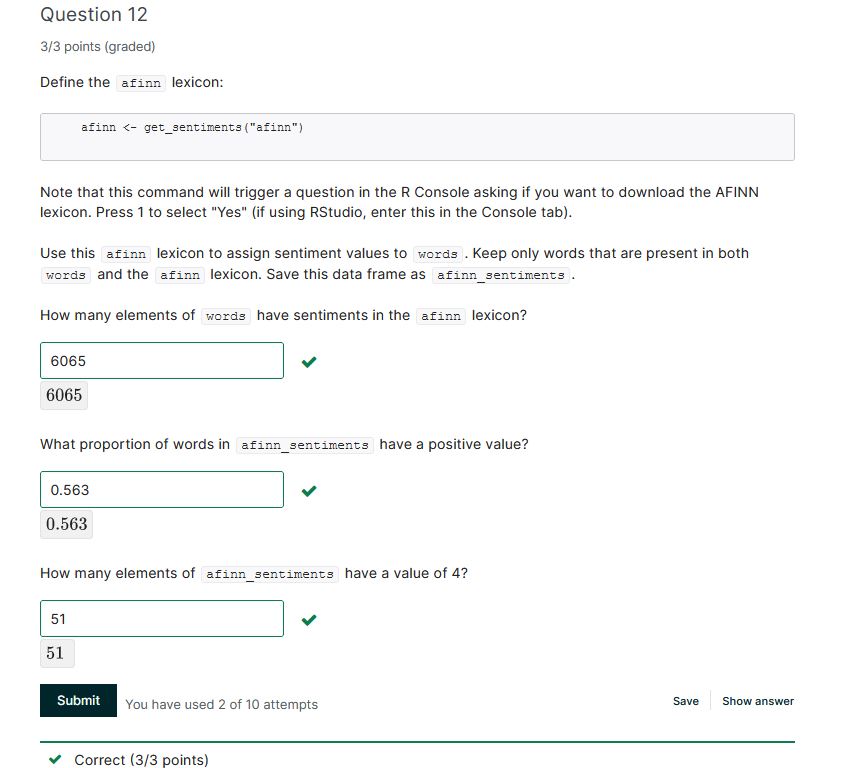 Question 12
3/3 points (graded)
Define the afinn lexicon:
afinn <- get_sentiments("afinn")
Note that this command will trigger a question in the R Console asking if you want to download the AFINN
lexicon. Press 1 to select "Yes" (if using RStudio, enter this in the Console tab).
Use this afinn lexicon to assign sentiment values to words . Keep only words that are present in both
words and the afinn lexicon. Save this data frame as afinn_sentiments .
How many elements of words have sentiments in the afinn lexicon?
6065
6065
What proportion of words in afinn_sentiments have a positive value?
0.563
0.563
How many elements of afinn_sentiments have a value of 4?
51
51
Submit You have used 2 of 10 attempts Save Show answer
Correct (3/3 points)